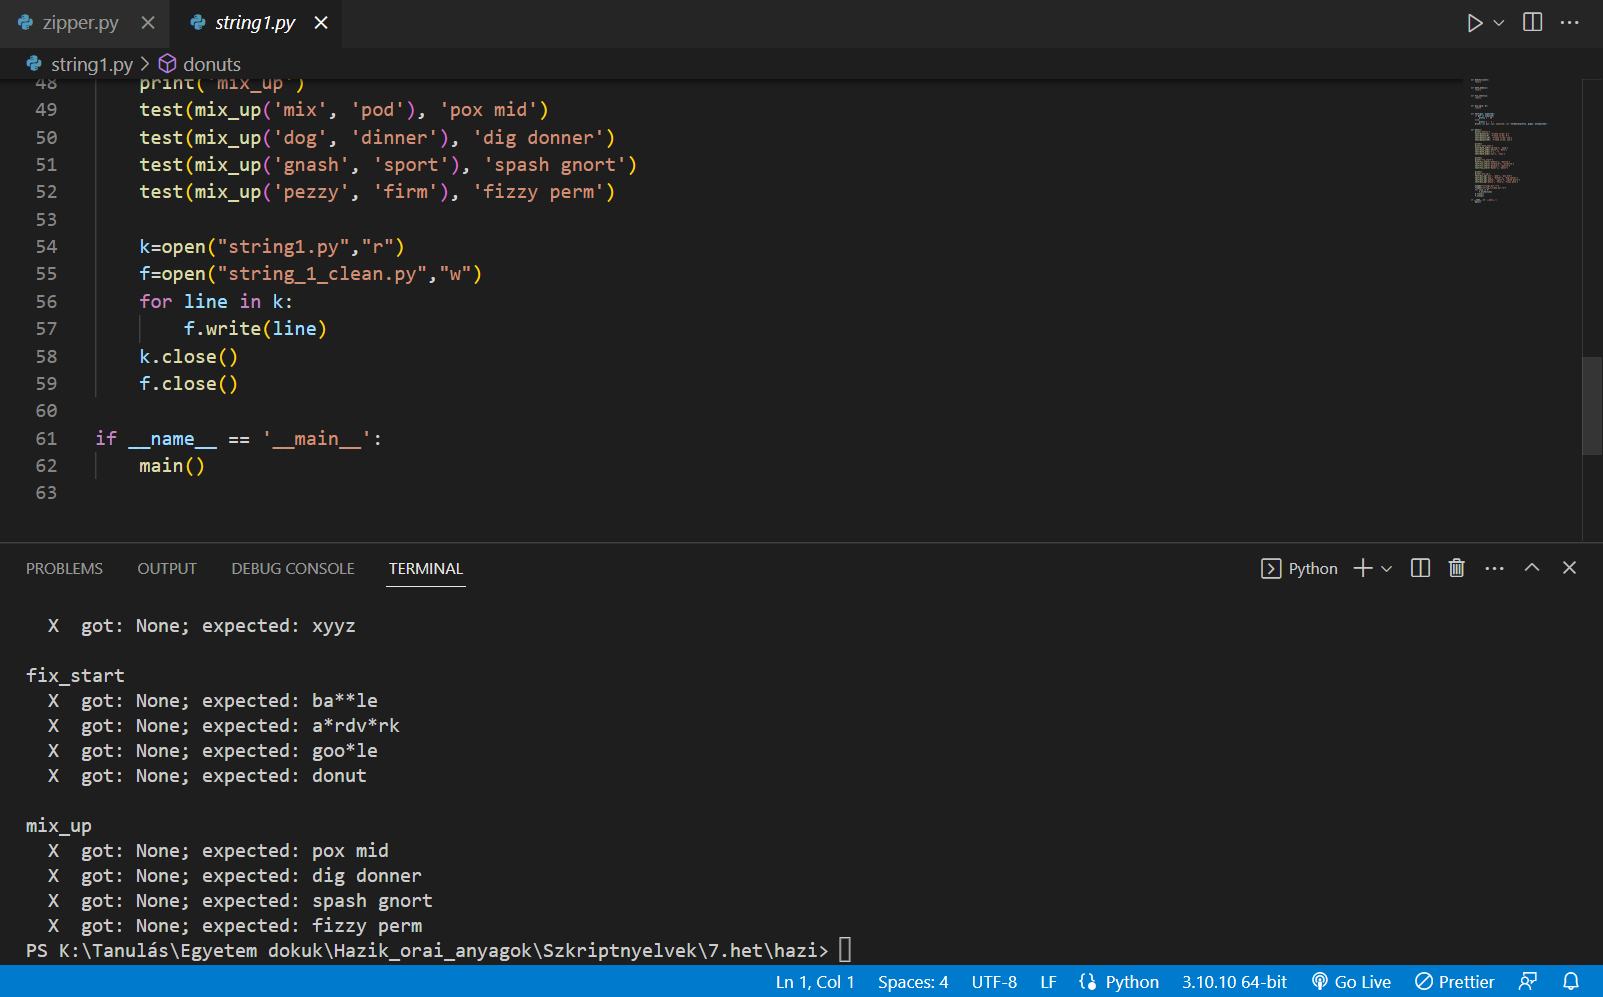 zipper.py
string1.py
string1.py > donuts
48 print('mix_up')
49 test(mix_up('mix', 'pod'), 'pox mid')
50 test(mix_up('dog', 'dinner'), 'dig donner')
51 test(mix_up('gnash', 'sport'), 'spash gnort')
52 test(mix_up('pezzy', 'firm'), 'fizzy perm')
53
54 k=open("string1.py","r")
55 f=open("string_1_clean.py","w")
56 for line in k:
57 f.write(line)
58 k.close()
59 f.close()
60
61 if __name__ == '__main__':
62 main()
63
PROBLEMS OUTPUT DEBUG CONSOLE TERMINAL Python
X got: None; expected: xyyz
fix_start
X got: None; expected: ba**le
X got: None; expected: a*rdv*rk
X got: None; expected: goo*le
X got: None; expected: donut
mix_up
X got: None; expected: pox mid
X got: None; expected: dig donner
X got: None; expected: spash gnort
X got: None; expected: fizzy perm
PS K:\Tanulás\Egyetem dokuk\Hazik_orai_anyagok\Szkriptnyelvek\7.het\hazi>
Ln 1, Col 1 Spaces: 4 UTF-8 LF Python 3.10.10 64-bit Go Live Prettier